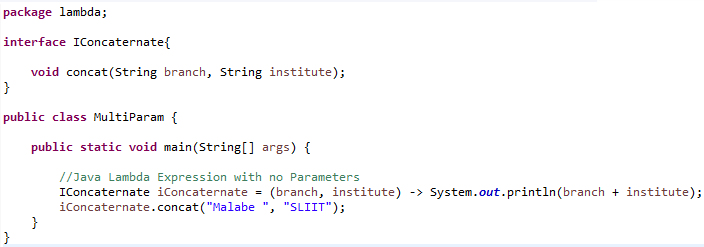 package lambda;
interface IConcaternate{
void concat(String branch, String institute);
}
public class MultiParam {
public static void main(String[] args) {
//Java Lambda Expression with no Parameters
IConcaternate iConcaternate = (branch, institute) -> System.out.println(branch + institute);
iConcaternate.concat("Malabe ", "SLIIT");
}
}